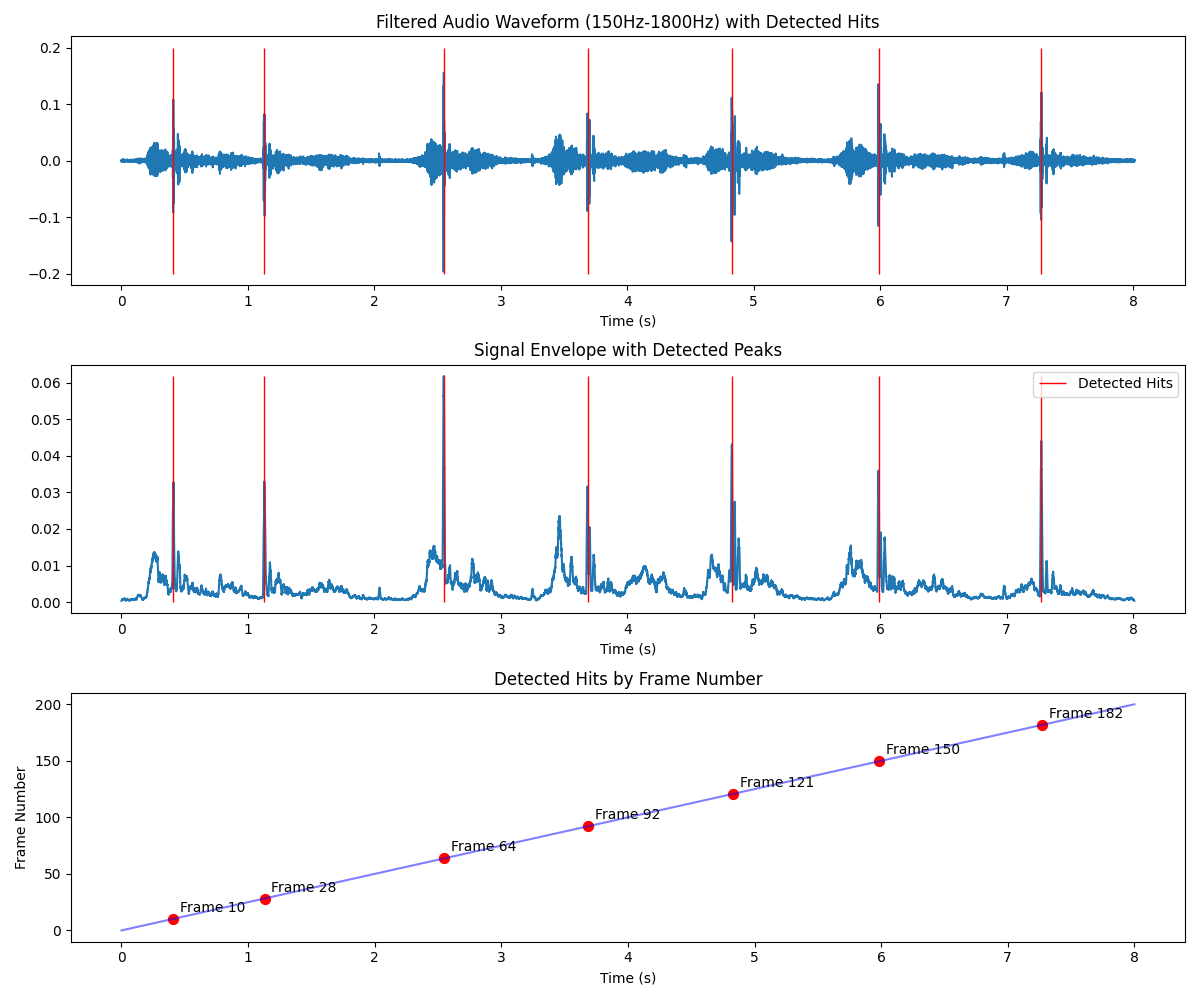 Filtered Audio Waveform (150Hz-1800Hz) with Detected Hits
0.2
0.1
0.0
−0.1
−0.2
0 1 2 3 4 5 6 7 8
Time (s)
Signal Envelope with Detected Peaks
Detected Hits
0.06
0.05
0.04
0.03
0.02
0.01
0.00
0 1 2 3 4 5 6 7 8
Time (s)
Detected Hits by Frame Number
Frame Number
200
150
100
50
0
Frame 182
Frame 150
Frame 121
Frame 92
Frame 64
Frame 28
Frame 10
0 1 2 3 4 5 6 7 8
Time (s)